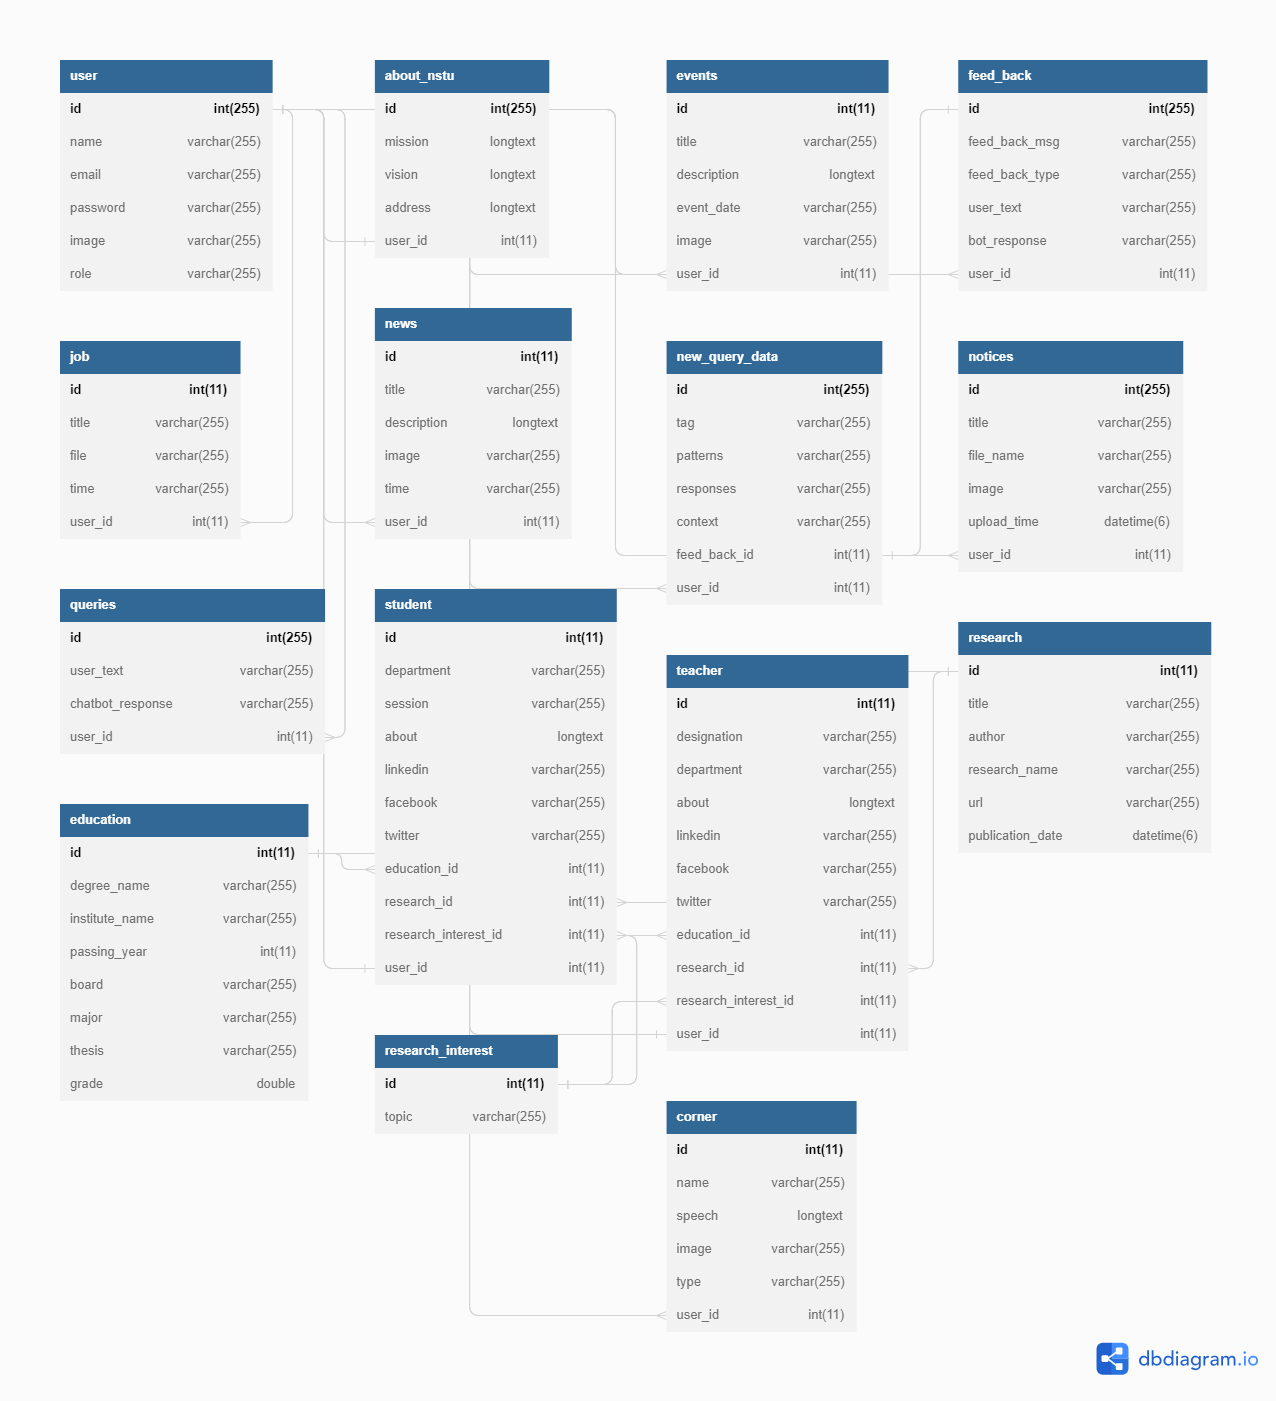 user
id int(255)
name varchar(255)
email varchar(255)
password varchar(255)
image varchar(255)
role varchar(255)
about_nstu
id int(255)
mission longtext
vision longtext
address longtext
user_id int(11)
events
id int(11)
title varchar(255)
description longtext
event_date varchar(255)
image varchar(255)
user_id int(11)
feed_back
id int(255)
feed_back_msg varchar(255)
feed_back_type varchar(255)
user_text varchar(255)
bot_response varchar(255)
user_id int(11)
job
id int(11)
title varchar(255)
file varchar(255)
time varchar(255)
user_id int(11)
news
id int(11)
title varchar(255)
description longtext
image varchar(255)
time varchar(255)
user_id int(11)
new_query_data
id int(255)
tag varchar(255)
patterns varchar(255)
responses varchar(255)
context varchar(255)
feed_back_id int(11)
user_id int(11)
notices
id int(255)
title varchar(255)
file_name varchar(255)
image varchar(255)
upload_time datetime(6)
user_id int(11)
queries
id int(255)
user_text varchar(255)
chatbot_response varchar(255)
user_id int(11)
student
id int(11)
department varchar(255)
session varchar(255)
about longtext
linkedin varchar(255)
facebook varchar(255)
twitter varchar(255)
education_id int(11)
research_id int(11)
research_interest_id int(11)
user_id int(11)
teacher
id int(11)
designation varchar(255)
department varchar(255)
about longtext
linkedin varchar(255)
facebook varchar(255)
twitter varchar(255)
education_id int(11)
research_id int(11)
research_interest_id int(11)
user_id int(11)
research
id int(11)
title varchar(255)
author varchar(255)
research_name varchar(255)
url varchar(255)
publication_date datetime(6)
education
id int(11)
degree_name varchar(255)
institute_name varchar(255)
passing_year int(11)
board varchar(255)
major varchar(255)
thesis varchar(255)
grade double
research_interest
id int(11)
topic varchar(255)
corner
id int(11)
name varchar(255)
speech longtext
image varchar(255)
type varchar(255)
user_id int(11)
dbdiagram.io